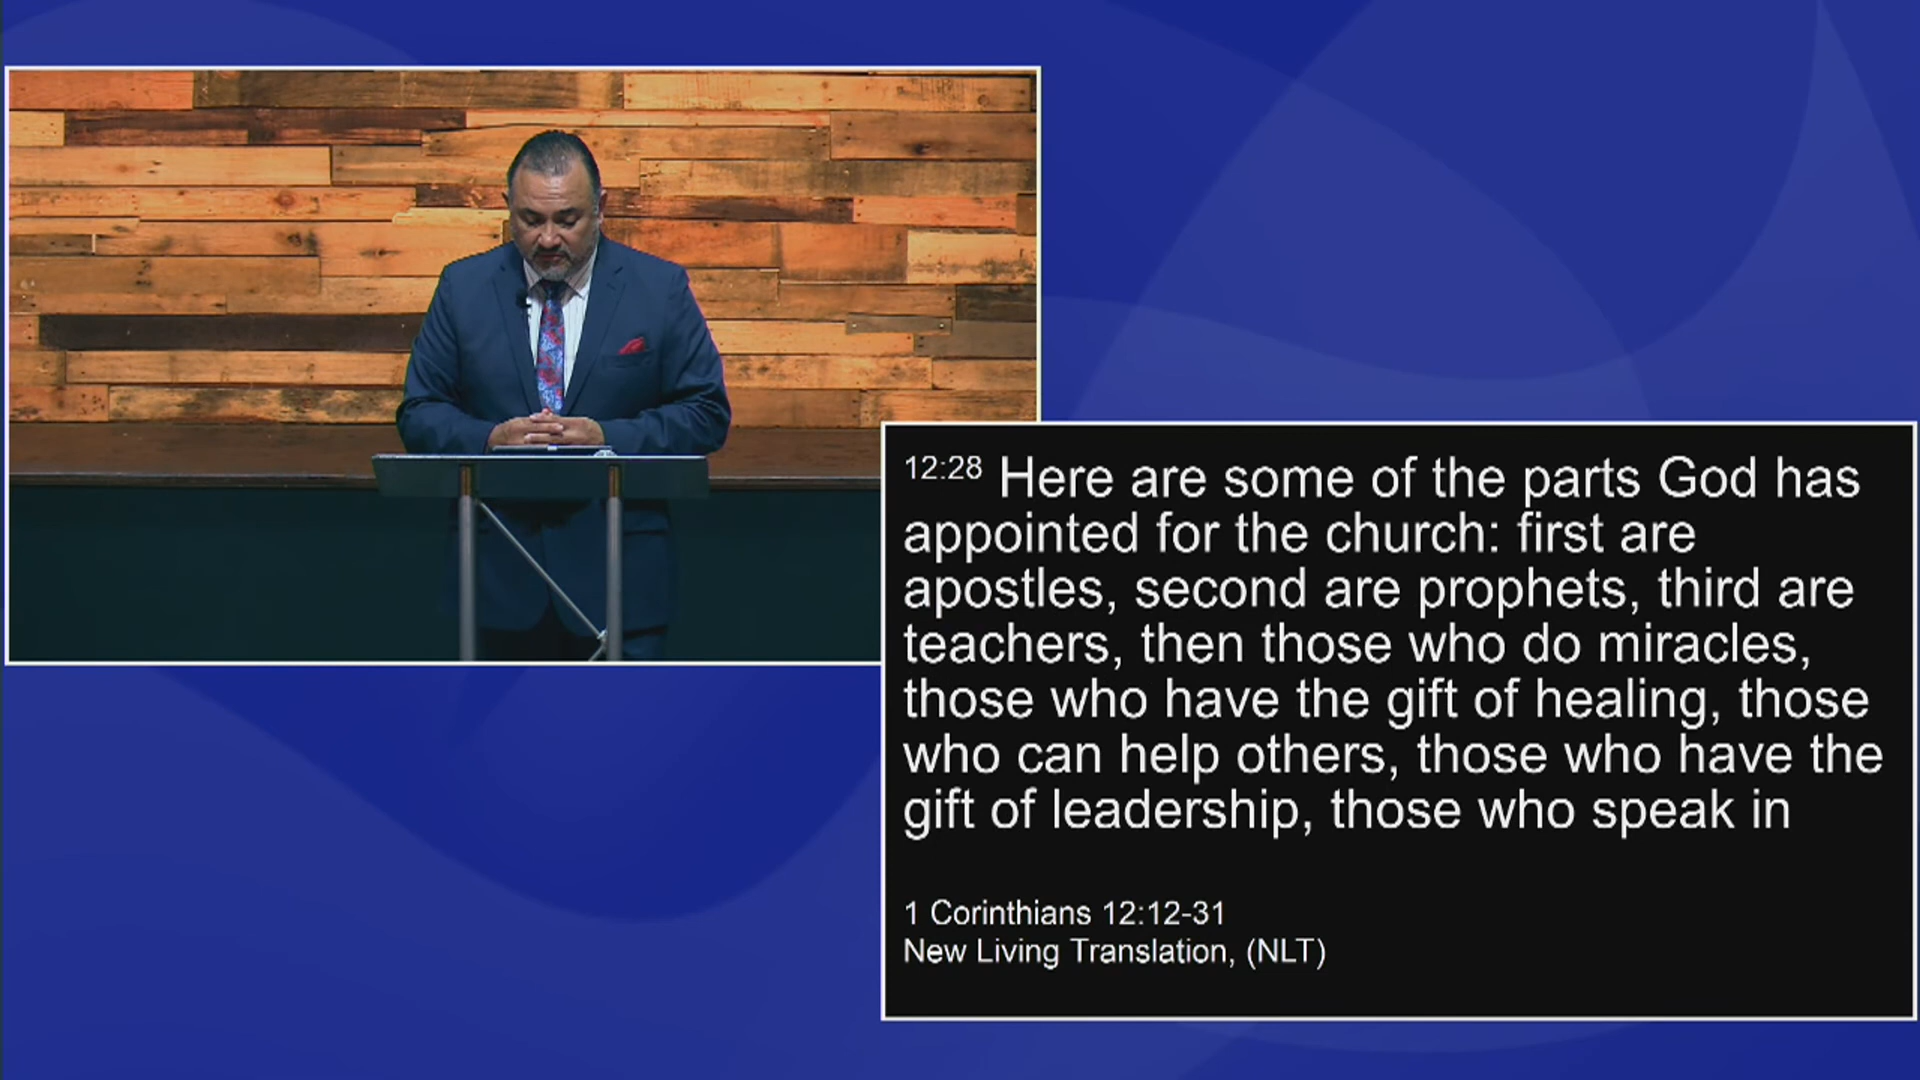 12:28 Here are some of the parts God has
appointed for the church: first are
apostles, second are prophets, third are
teachers, then those who do miracles,
those who have the gift of healing, those
who can help others, those who have the
gift of leadership, those who speak in
1 Corinthians 12:12-31
New Living Translation, (NLT)